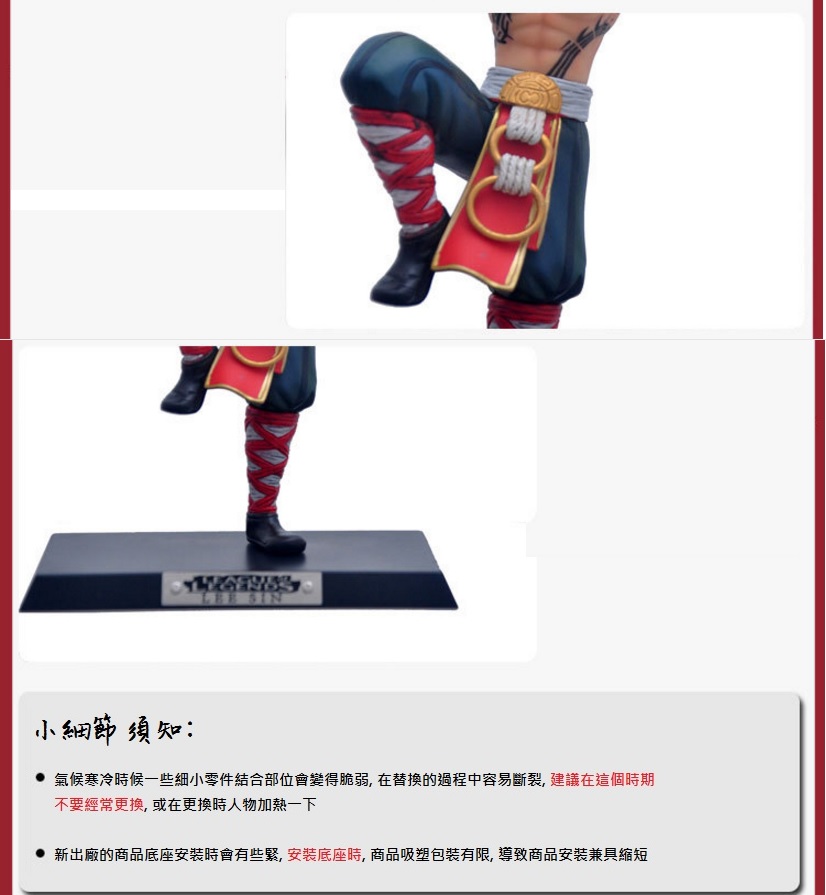 LEAGUE of
LEGENDS
LEE SIN
小細節 須知:
● 氣候寒冷時候一些細小零件結合部位會變得脆弱, 在替換的過程中容易斷裂, 建議在這個時期
不要經常更換, 或在更換時人物加熱一下
● 新出廠的商品底座安裝時會有些緊, 安裝底座時, 商品吸塑包裝有限, 導致商品安裝兼具縮短